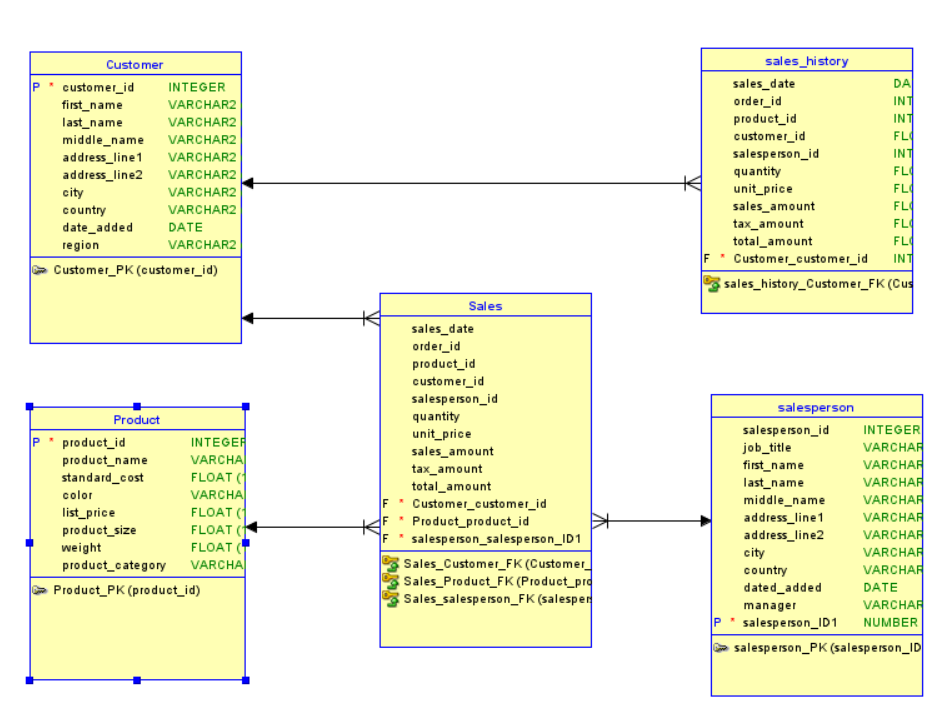 Customer
P * customer_id INTEGER
first_name VARCHAR2
last_name VARCHAR2
middle_name VARCHAR2
address_line1 VARCHAR2
address_line2 VARCHAR2
city VARCHAR2
country VARCHAR2
date_added DATE
region VARCHAR2
Customer_PK (customer_id)
sales_history
sales_date DA
order_id INT
product_id INT
customer_id FLO
salesperson_id INT
quantity FLO
unit_price FLO
sales_amount FLO
tax_amount FLO
total_amount FLO
F * Customer_customer_id INT
sales_history_Customer_FK (Cus
Sales
sales_date
order_id
product_id
customer_id
salesperson_id
quantity
unit_price
sales_amount
tax_amount
total_amount
F * Customer_customer_id
F * Product_product_id
F * salesperson_salesperson_ID1
Sales_Customer_FK (Customer_
Sales_Product_FK (Product_pro
Sales_salesperson_FK (salesper
Product
P * product_id INTEGER
product_name VARCHA
standard_cost FLOAT (
color VARCHA
list_price FLOAT (
product_size FLOAT (
weight FLOAT (
product_category VARCHA
Product_PK (product_id)
salesperson
salesperson_id INTEGER
job_title VARCHAR
first_name VARCHAR
last_name VARCHAR
middle_name VARCHAR
address_line1 VARCHAR
address_line2 VARCHAR
city VARCHAR
country VARCHAR
dated_added DATE
manager VARCHAR
P * salesperson_ID1 NUMBER
salesperson_PK (salesperson_ID